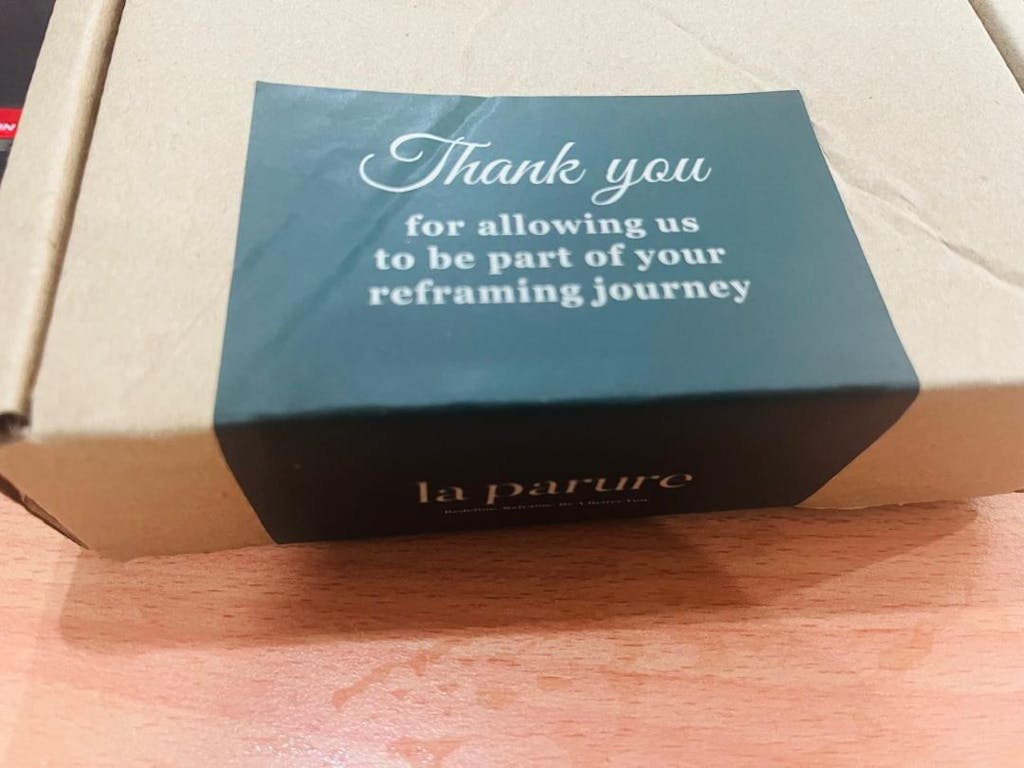 Thank you
for allowing us
to be part of your
reframing journey
la parure